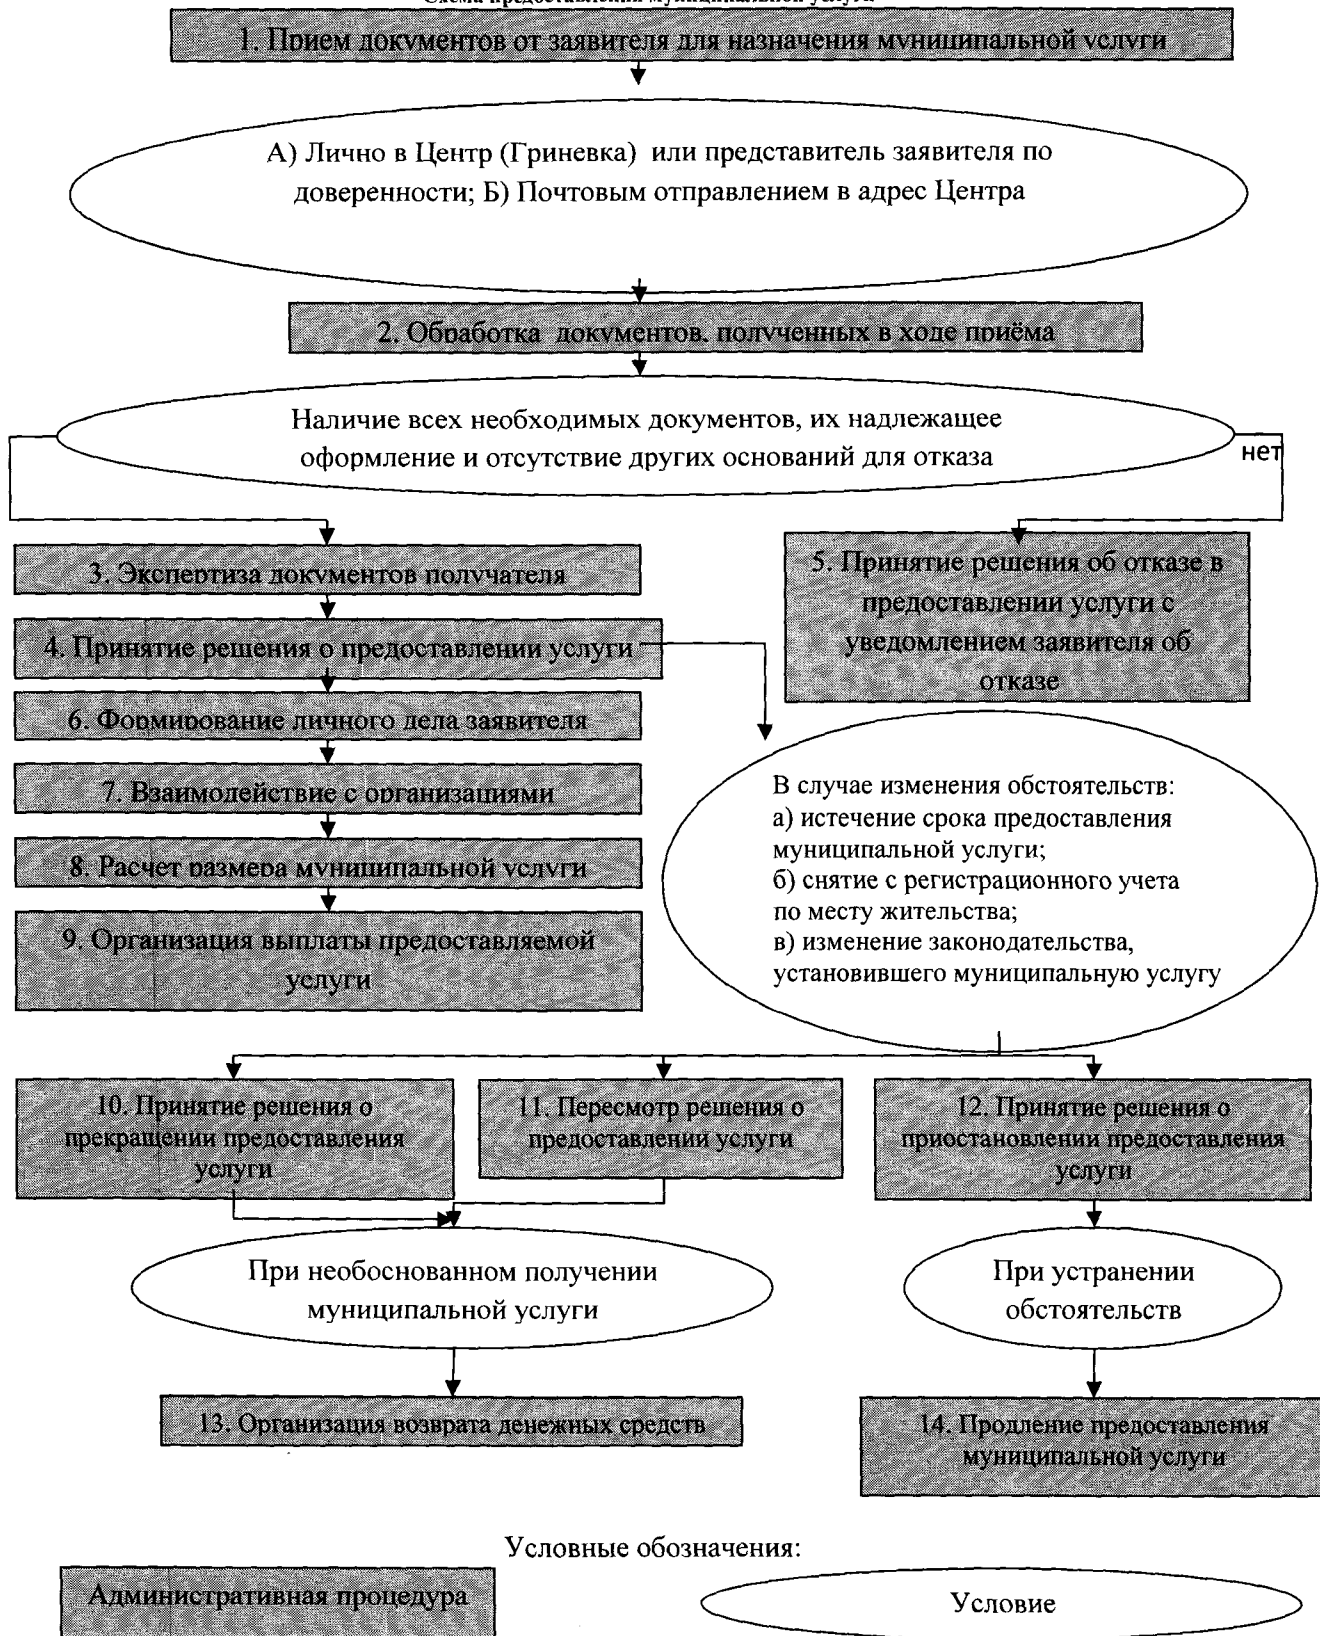 Схема предоставления муниципальной услуги
1. Прием документов от заявителя для назначения муниципальной услуги
А) Лично в Центр (Гриневка) или представитель заявителя по
доверенности; Б) Почтовым отправлением в адрес Центра
2. Обработка документов, полученных в ходе приёма
Наличие всех необходимых документов, их надлежащее
оформление и отсутствие других оснований для отказа
нет
3. Экспертиза документов получателя
5. Принятие решения об отказе в
предоставлении услуги с
уведомлением заявителя об
отказе
4. Принятие решения о предоставлении услуги
6. Формирование личного дела заявителя
7. Взаимодействие с организациями
8. Расчет размера муниципальной услуги
9. Организация выплаты предоставляемой
услуги
В случае изменения обстоятельств:
а) истечение срока предоставления
муниципальной услуги;
б) снятие с регистрационного учета
по месту жительства;
в) изменение законодательства,
установившего муниципальную услугу
10. Принятие решения о
прекращении предоставления
услуги
11. Пересмотр решения о
предоставлении услуги
12. Принятие решения о
приостановлении предоставления
услуги
При необоснованном получении
муниципальной услуги
При устранении
обстоятельств
13. Организация возврата денежных средств
14. Продление предоставления
муниципальной услуги
Условные обозначения:
Административная процедура
Условие